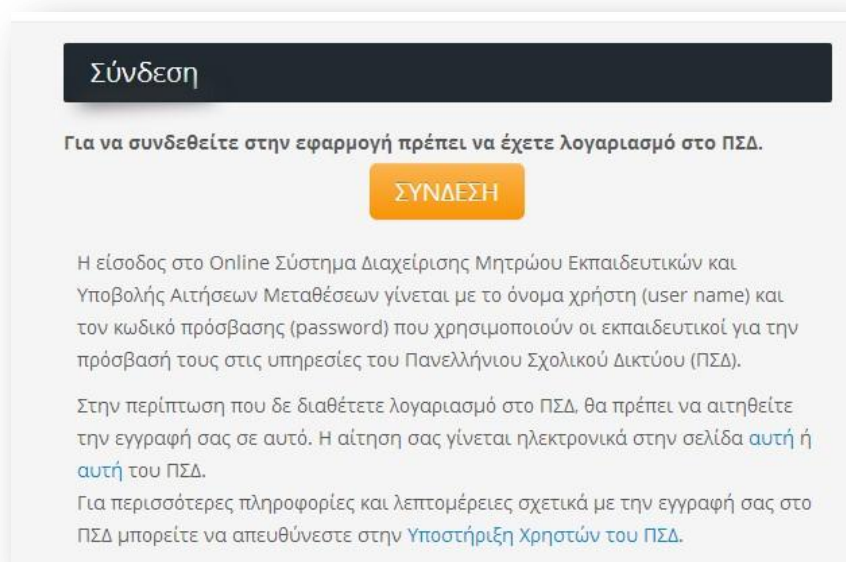 Σύνδεση
Για να συνδεθείτε στην εφαρμογή πρέπει να έχετε λογαριασμό στο ΠΣΔ.
ΣΥΝΔΕΣΗ
Η είσοδος στο Online Σύστημα Διαχείρισης Μητρώου Εκπαιδευτικών και
Υποβολής Αιτήσεων Μεταθέσεων γίνεται με το όνομα χρήστη (user name) και
τον κωδικό πρόσβασης (password) που χρησιμοποιούν οι εκπαιδευτικοί για την
πρόσβασή τους στις υπηρεσίες του Πανελλήνιου Σχολικού Δικτύου (ΠΣΔ).
Στην περίπτωση που δε διαθέτετε λογαριασμό στο ΠΣΔ, θα πρέπει να αιτηθείτε
την εγγραφή σας σε αυτό. Η αίτηση σας γίνεται ηλεκτρονικά στην σελίδα αυτή ή
αυτή του ΠΣΔ.
Για περισσότερες πληροφορίες και λεπτομέρειες σχετικά με την εγγραφή σας στο
ΠΣΔ μπορείτε να απευθύνεστε στην Υποστήριξη Χρηστών του ΠΣΔ.